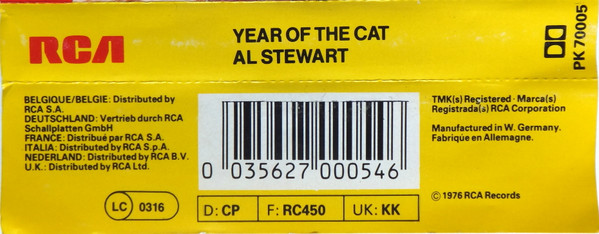 RCA
YEAR OF THE CAT
AL STEWART
PK 70005
BELGIQUE/BELGIE: Distributed by
RCA S.A.
DEUTSCHLAND: Vertrieb durch RCA
Schallplatten GmbH
FRANCE: Distribué par RCA S.A.
ITALIA: Distributed by RCA S.p.A.
NEDERLAND: Distributed by RCA B.V.
U.K.: Distributed by RCA Ltd.
LC 0316
0 035627 000546
D: CP F: RC450 UK: KK
TMK(s) Registered · Marca(s)
Registrada(s) RCA Corporation
Manufactured in W. Germany.
Fabriqué en Allemagne.
© 1976 RCA Records